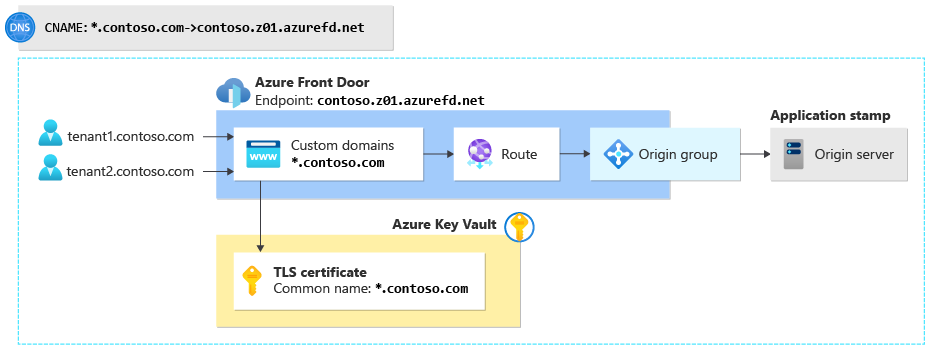 DNS
CNAME: *.contoso.com->contoso.z01.azurefd.net
Azure Front Door
Endpoint: contoso.z01.azurefd.net
Application stamp
tenant1.contoso.com
tenant2.contoso.com
www
Custom domains
*.contoso.com
Route
Origin group
Origin server
Azure Key Vault
TLS certificate
Common name: *.contoso.com